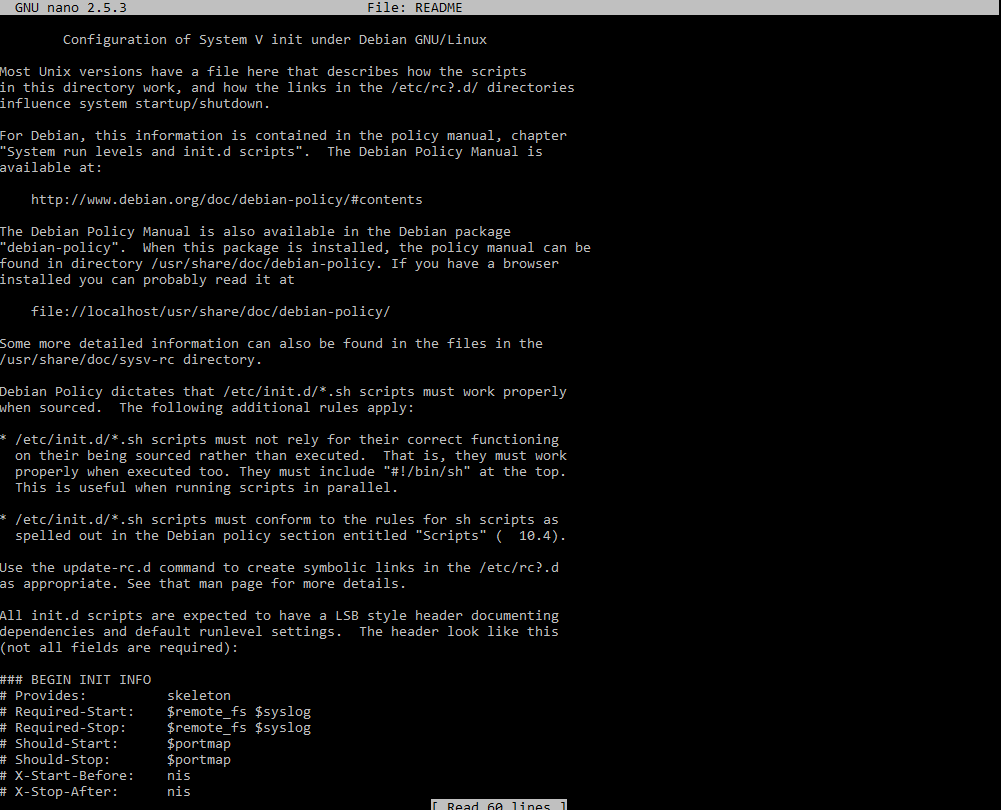 GNU nano 2.5.3                              File: README
        Configuration of System V init under Debian GNU/Linux
Most Unix versions have a file here that describes how the scripts
in this directory work, and how the links in the /etc/rc?.d/ directories
influence system startup/shutdown.
For Debian, this information is contained in the policy manual, chapter
"System run levels and init.d scripts".  The Debian Policy Manual is
available at:
    http://www.debian.org/doc/debian-policy/#contents
The Debian Policy Manual is also available in the Debian package
"debian-policy".  When this package is installed, the policy manual can be
found in directory /usr/share/doc/debian-policy. If you have a browser
installed you can probably read it at
    file://localhost/usr/share/doc/debian-policy/
Some more detailed information can also be found in the files in the
/usr/share/doc/sysv-rc directory.
Debian Policy dictates that /etc/init.d/*.sh scripts must work properly
when sourced.  The following additional rules apply:
* /etc/init.d/*.sh scripts must not rely for their correct functioning
  on their being sourced rather than executed.  That is, they must work
  properly when executed too. They must include "#!/bin/sh" at the top.
  This is useful when running scripts in parallel.
* /etc/init.d/*.sh scripts must conform to the rules for sh scripts as
  spelled out in the Debian policy section entitled "Scripts" (  10.4).
Use the update-rc.d command to create symbolic links in the /etc/rc?.d
as appropriate. See that man page for more details.
All init.d scripts are expected to have a LSB style header documenting
dependencies and default runlevel settings.  The header look like this
(not all fields are required):
### BEGIN INIT INFO
# Provides:          skeleton
# Required-Start:    $remote_fs $syslog
# Required-Stop:     $remote_fs $syslog
# Should-Start:      $portmap
# Should-Stop:       $portmap
# X-Start-Before:    nis
# X-Stop-After:      nis
[ Read 60 lines ]